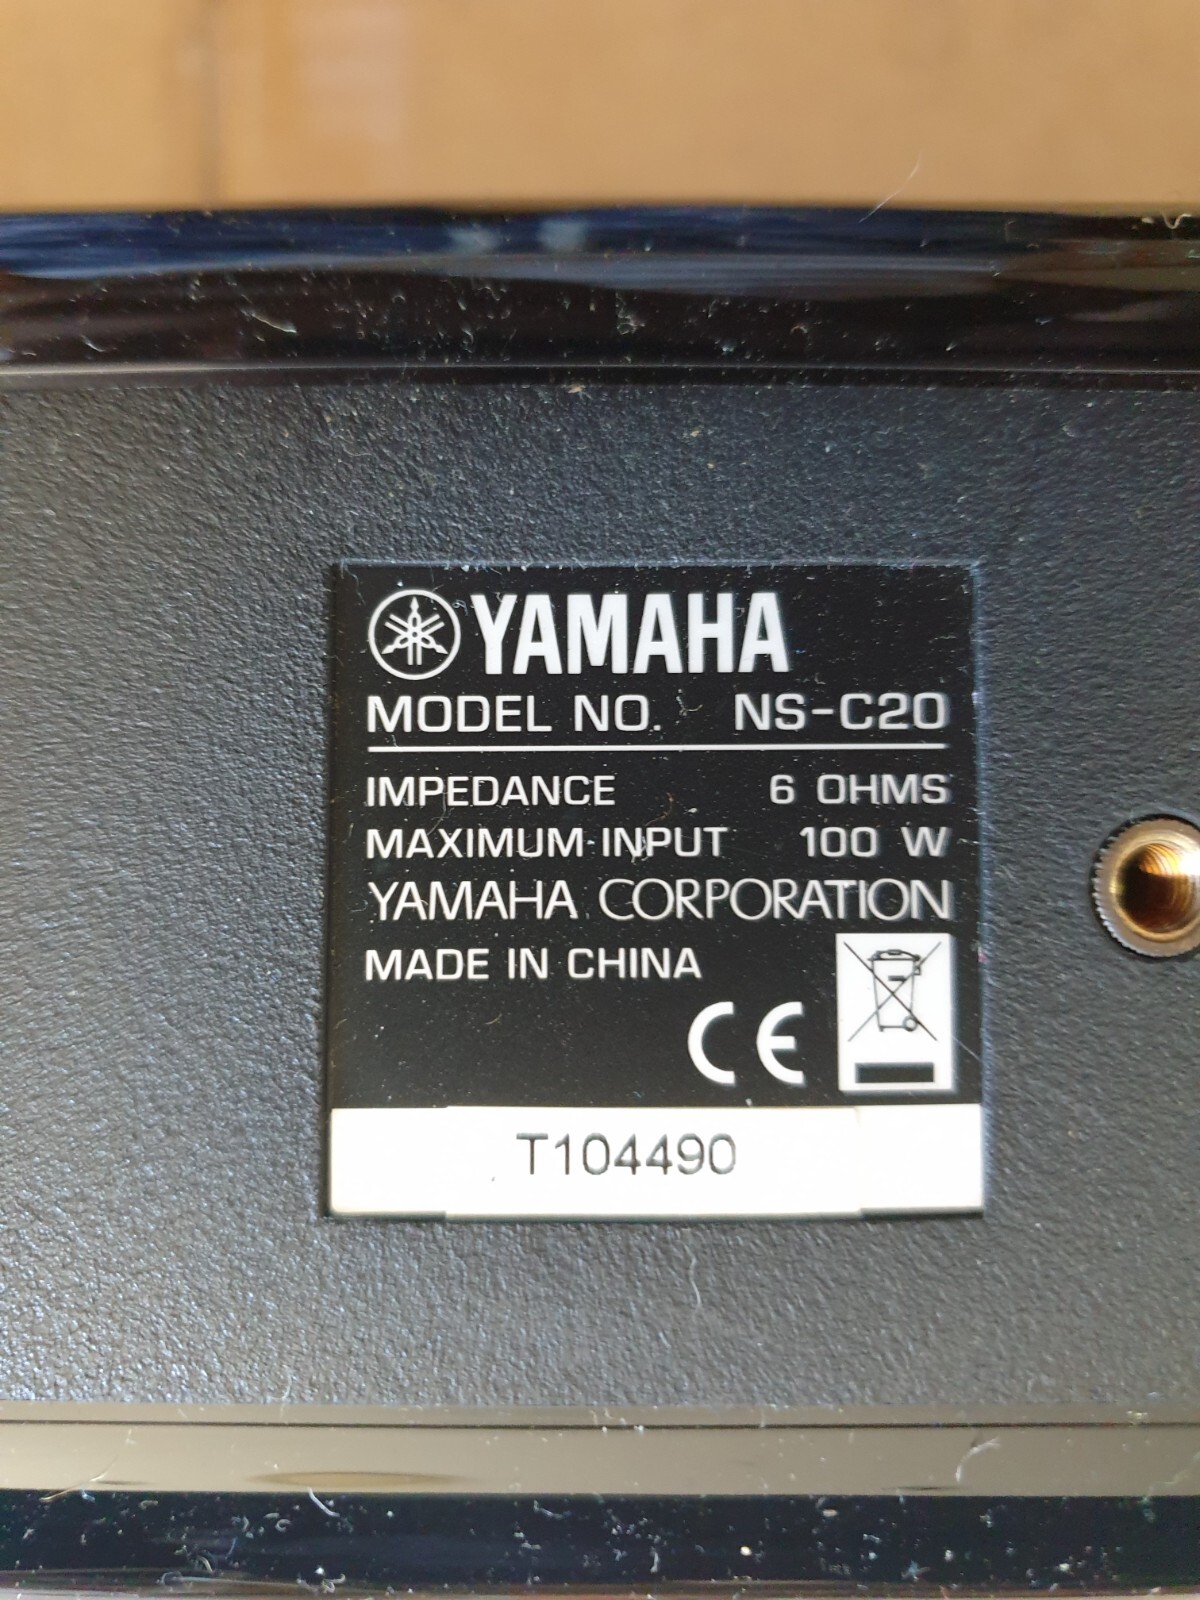 YAMAHA
MODEL NO. NS-C20
IMPEDANCE 6 OHMS
MAXIMUM INPUT 100 W
YAMAHA CORPORATION
MADE IN CHINA
CE
T104490